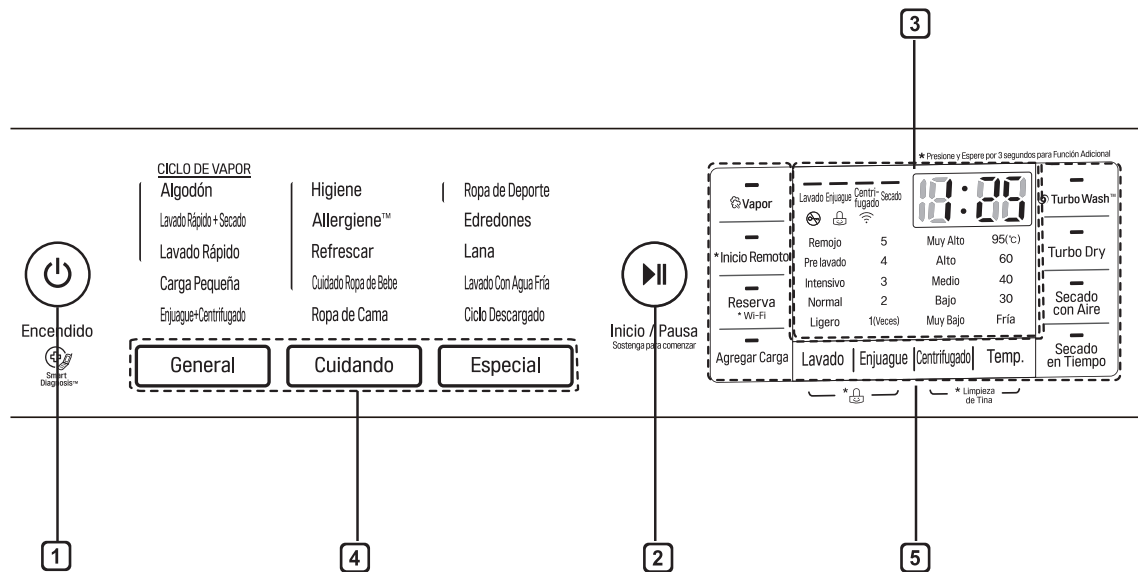 3
* Presione y Espere por 3 segundos para Función Adicional
CICLO DE VAPOR
Algodón
Lavado Rápido + Secado
Lavado Rápido
Carga Pequeña
Enjuague+Centrifugado
Higiene
Allergiene™
Refrescar
Cuidado Ropa de Bebe
Ropa de Cama
Ropa de Deporte
Edredones
Lana
Lavado Con Agua Fría
Ciclo Descargado
Encendido
Smart
Diagnosis™
General
Cuidando
Especial
Inicio / Pausa
Sostenga para comenzar
Vapor
*Inicio Remoto
Reserva
* Wi-Fi
Agregar Carga
Lavado Enjuague Centri-fugado Secado
1:25
Remojo 5 Muy Alto 95(°C)
Pre lavado 4 Alto 60
Intensivo 3 Medio 40
Normal 2 Bajo 30
Ligero 1(Veces) Muy Bajo Fría
Lavado Enjuague Centrifugado Temp.
*
* Limpieza
de Tina
Turbo Wash™
Turbo Dry
Secado
con Aire
Secado
en Tiempo
1
4
2
5